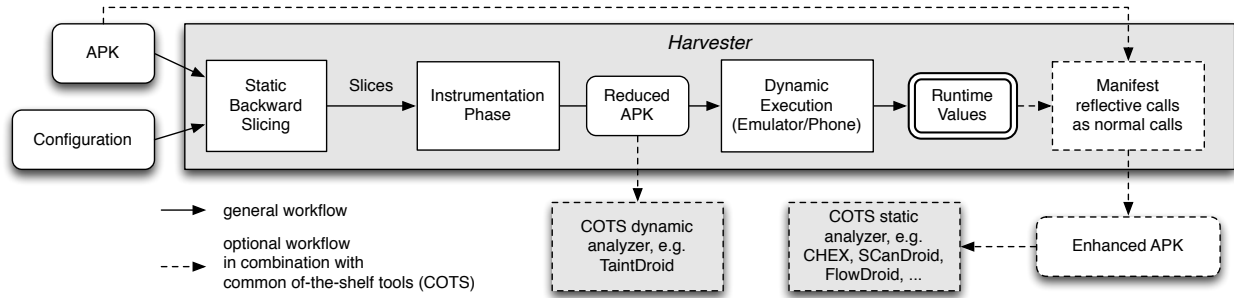 Harvester
APK
Configuration
Static
Backward
Slicing
Slices
Instrumentation
Phase
Reduced
APK
Dynamic
Execution
(Emulator/Phone)
Runtime
Values
Manifest
reflective calls
as normal calls
general workflow
optional workflow
in combination with
common of-the-shelf tools (COTS)
COTS dynamic
analyzer, e.g.
TaintDroid
COTS static
analyzer, e.g.
CHEX, SCanDroid,
FlowDroid, ...
Enhanced APK